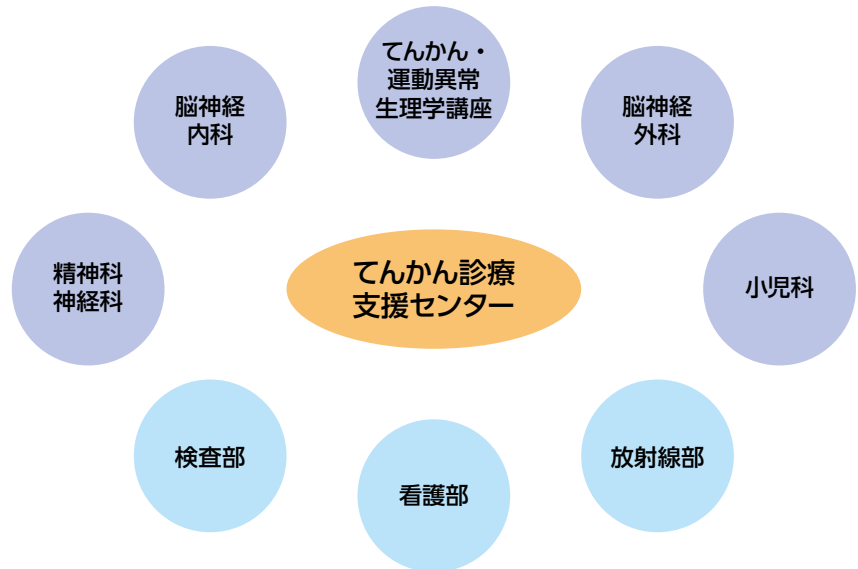 てんかん・
運動異常
生理学講座
脳神経
内科
脳神経
外科
精神科
神経科
てんかん診療
支援センター
小児科
検査部
看護部
放射線部